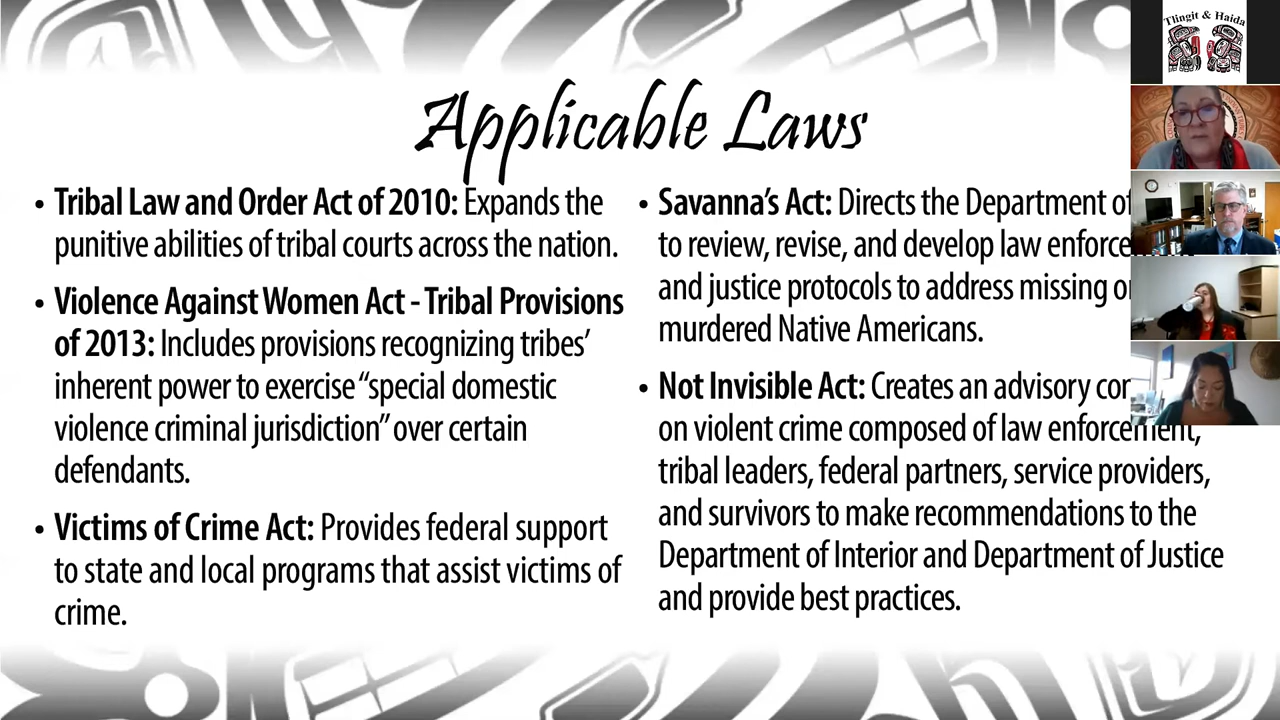 Applicable Laws
• Tribal Law and Order Act of 2010: Expands the
punitive abilities of tribal courts across the nation.
• Violence Against Women Act - Tribal Provisions
of 2013: Includes provisions recognizing tribes’
inherent power to exercise “special domestic
violence criminal jurisdiction” over certain
defendants.
• Victims of Crime Act: Provides federal support
to state and local programs that assist victims of
crime.
• Savanna’s Act: Directs the Department of
to review, revise, and develop law
and justice protocols to address missing
murdered Native Americans.
• Not Invisible Act: Creates an advisory
on violent crime composed of law enforcement,
tribal leaders, federal partners, service providers,
and survivors to make recommendations to the
Department of Interior and Department of Justice
and provide best practices.
Tlingit & Haida